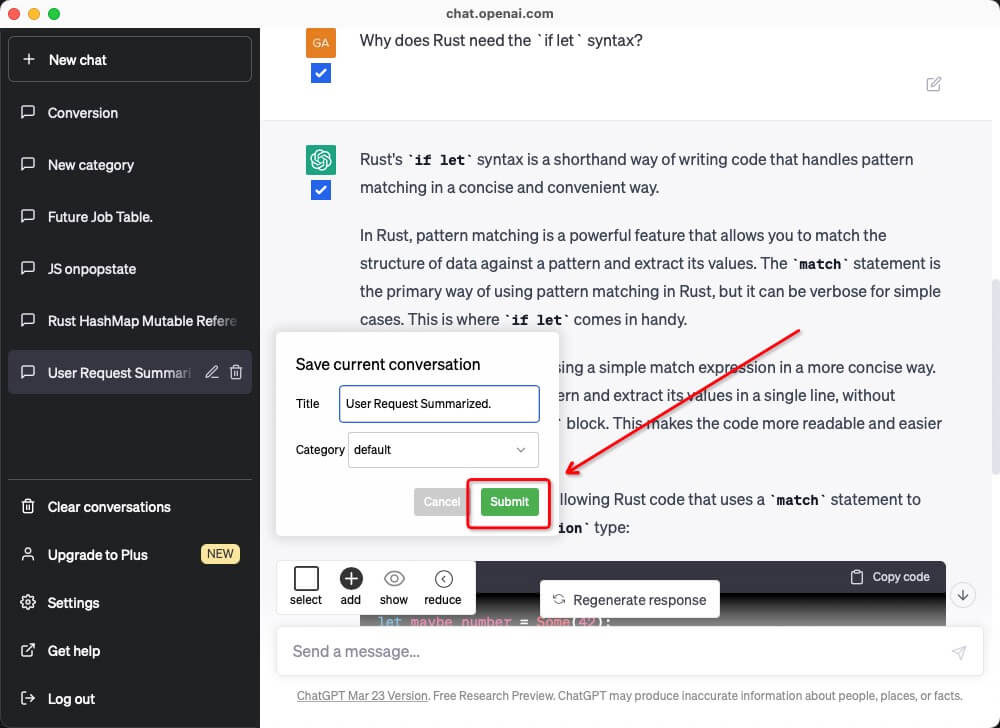 chat.openai.com
New chat
Conversion
New category
Future Job Table.
JS onpopstate
Rust HashMap Mutable Refere
User Request Summari
Clear conversations
Upgrade to Plus NEW
Settings
Get help
Log out
GA
Why does Rust need the `if let` syntax?
Rust's `if let` syntax is a shorthand way of writing code that handles pattern
matching in a concise and convenient way.
In Rust, pattern matching is a powerful feature that allows you to match the
structure of data against a pattern and extract its values. The `match` statement is
the primary way of using pattern matching in Rust, but it can be verbose for simple
cases. This is where `if let` comes in handy.
sing a simple match expression in a more concise way.
ern and extract its values in a single line, without
` block. This makes the code more readable and easier
llowing Rust code that uses a `match` statement to
ion` type:
Save current conversation
Title User Request Summarized.
Category default
Cancel Submit
select add show reduce
Copy code
let maybe_number = Some(42);
Regenerate response
Send a message...
ChatGPT Mar 23 Version. Free Research Preview. ChatGPT may produce inaccurate information about people, places, or facts.